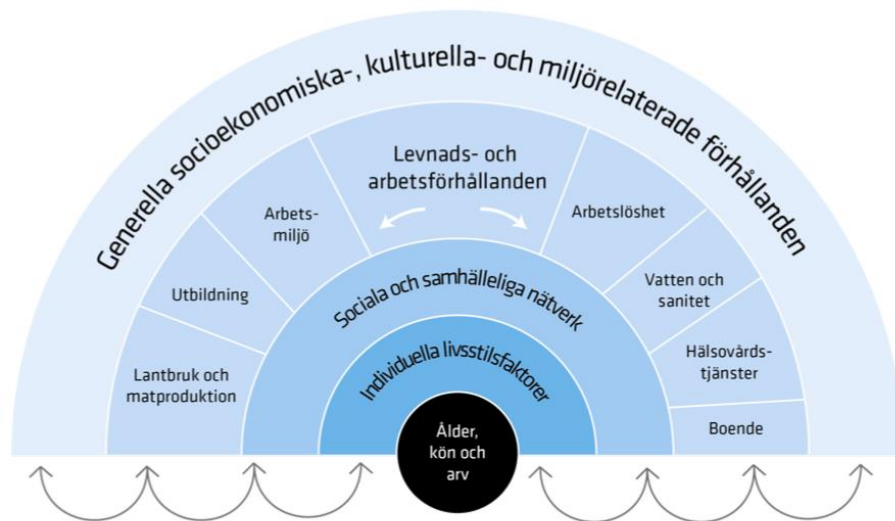 Generella socioekonomiska-, kulturella- och miljörelaterade förhållanden
Levnads- och
arbetsförhållanden
Lantbruk och
matproduktion
Utbildning
Arbets-
miljö
Arbetslöshet
Vatten och
sanitet
Hälsovårds-
tjänster
Boende
Sociala och samhälleliga nätverk
Individuella livsstilsfaktorer
Ålder,
kön och
arv